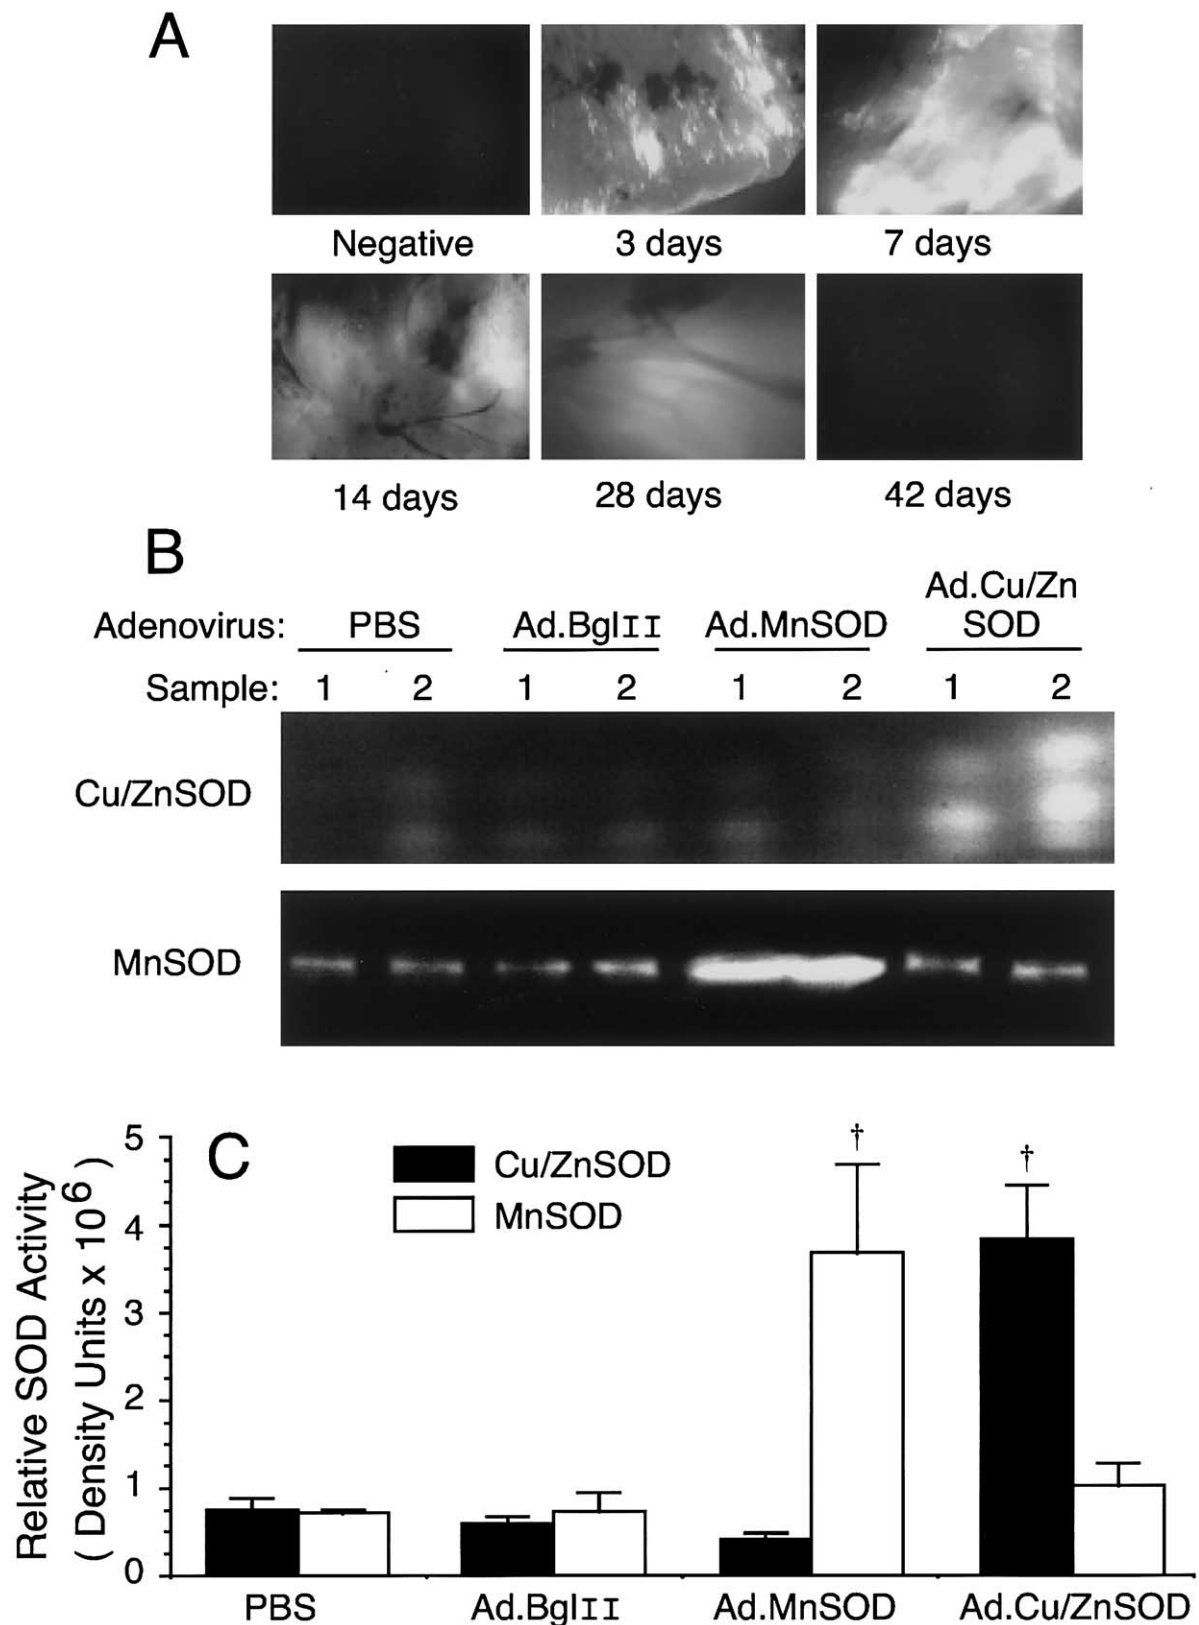 A
Negative
3 days
7 days
14 days
28 days
42 days
B
Adenovirus: PBS Ad.BglII Ad.MnSOD Ad.Cu/Zn SOD
Sample: 1 2 1 2 1 2 1 2
Cu/ZnSOD
MnSOD
C
Relative SOD Activity
( Density Units x 10⁶ )
5
4
3
2
1
0
Cu/ZnSOD
MnSOD
†
†
PBS Ad.BglII Ad.MnSOD Ad.Cu/ZnSOD